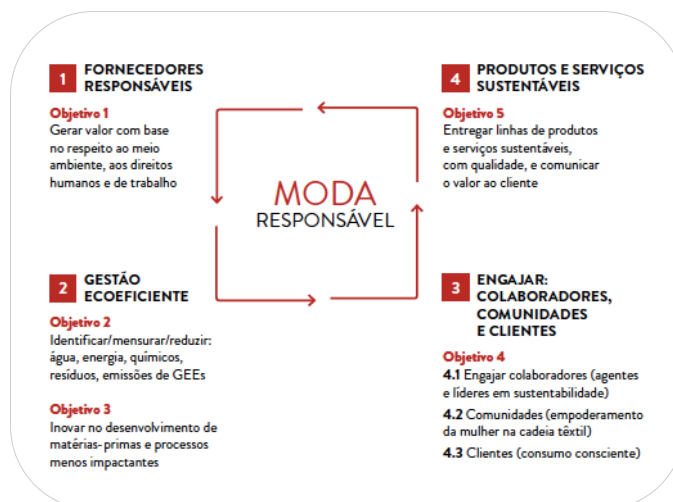 1
FORNECEDORES
RESPONSÁVEIS
Objetivo 1
Gerar valor com base
no respeito ao meio
ambiente, aos direitos
humanos e de trabalho
4
PRODUTOS E SERVIÇOS
SUSTENTÁVEIS
Objetivo 5
Entregar linhas de produtos
e serviços sustentáveis,
com qualidade, e comunicar
o valor ao cliente
MODA
RESPONSÁVEL
2
GESTÃO
ECOEFICIENTE
Objetivo 2
Identificar/mensurar/reduzir:
água, energia, químicos,
resíduos, emissões de GEEs
Objetivo 3
Inovar no desenvolvimento de
matérias-primas e processos
menos impactantes
3
ENGAJAR:
COLABORADORES,
COMUNIDADES
E CLIENTES
Objetivo 4
4.1 Engajar colaboradores (agentes
e líderes em sustentabilidade)
4.2 Comunidades (empoderamento
da mulher na cadeia têxtil)
4.3 Clientes (consumo consciente)